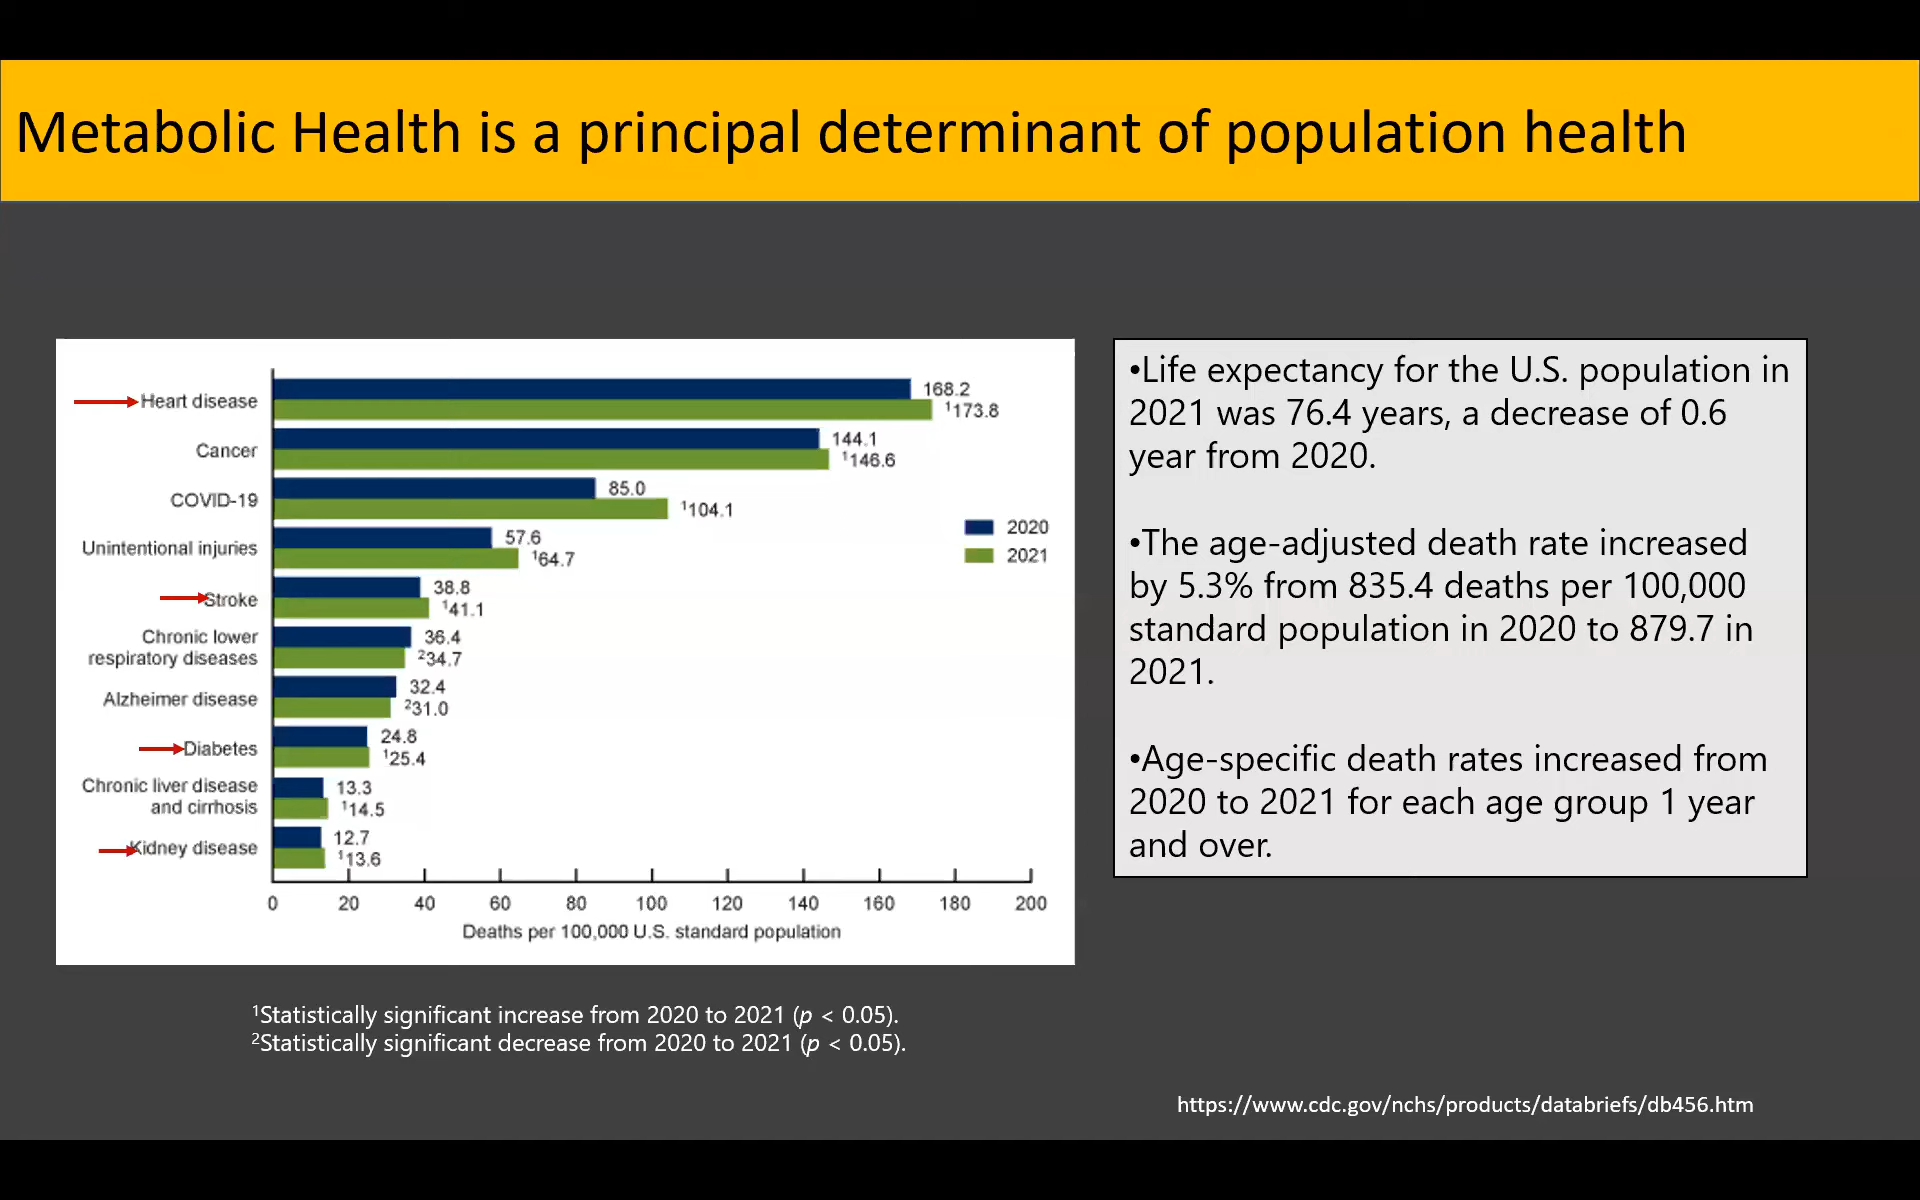 Metabolic Health is a principal determinant of population health
Heart disease
168.2
¹173.8
Cancer
144.1
¹146.6
COVID-19
85.0
¹104.1
Unintentional injuries
57.6
¹64.7
2020
2021
Stroke
38.8
¹41.1
Chronic lower
respiratory diseases
36.4
²34.7
Alzheimer disease
32.4
²31.0
Diabetes
24.8
¹25.4
Chronic liver disease
and cirrhosis
13.3
¹14.5
Kidney disease
12.7
¹13.6
0 20 40 60 80 100 120 140 160 180 200
Deaths per 100,000 U.S. standard population
•Life expectancy for the U.S. population in
2021 was 76.4 years, a decrease of 0.6
year from 2020.
•The age-adjusted death rate increased
by 5.3% from 835.4 deaths per 100,000
standard population in 2020 to 879.7 in
2021.
•Age-specific death rates increased from
2020 to 2021 for each age group 1 year
and over.
¹Statistically significant increase from 2020 to 2021 (p < 0.05).
²Statistically significant decrease from 2020 to 2021 (p < 0.05).
https://www.cdc.gov/nchs/products/databriefs/db456.htm